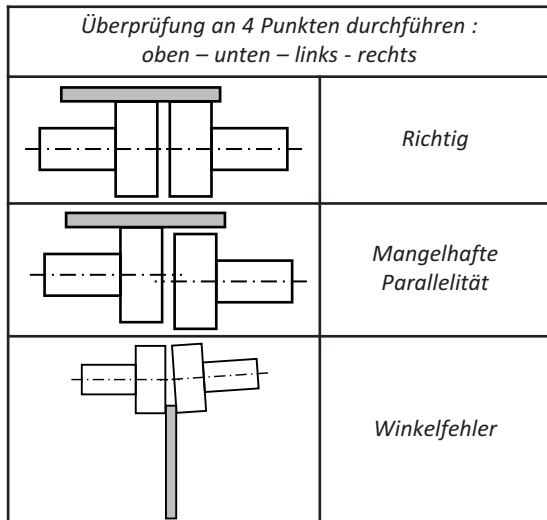 Überprüfung an 4 Punkten durchführen :
oben – unten – links - rechts
Richtig
Mangelhafte
Parallelität
Winkelfehler